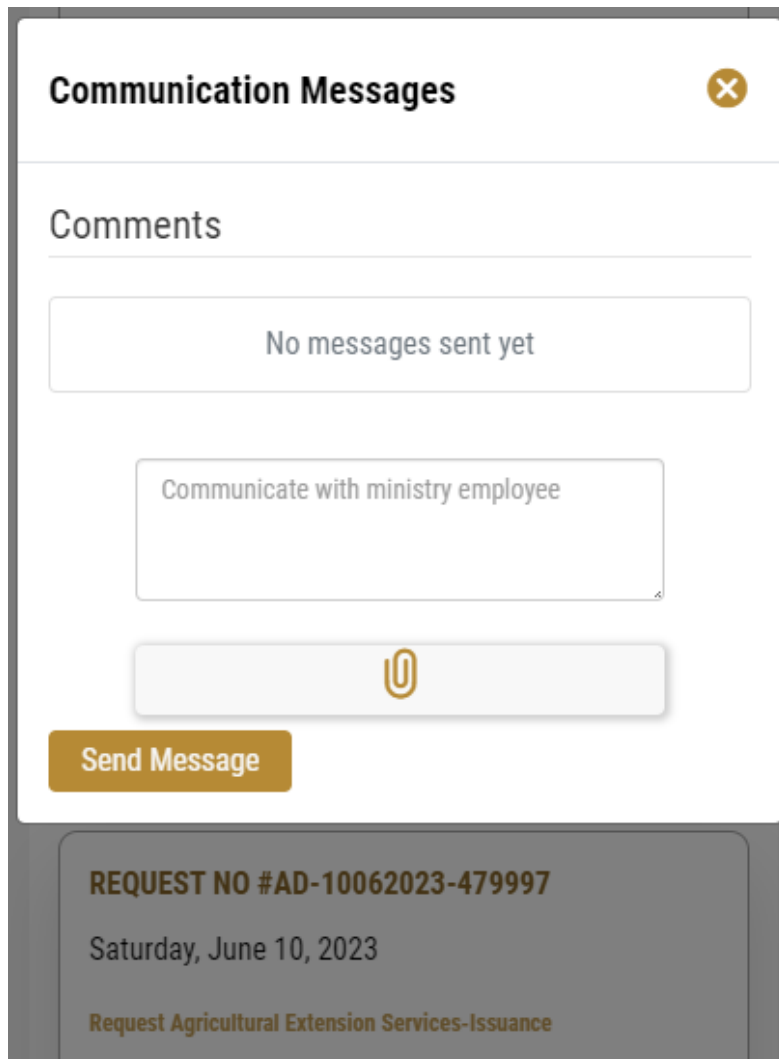 Communication Messages
Comments
No messages sent yet
Communicate with ministry employee
Send Message
REQUEST NO #AD-10062023-479997
Saturday, June 10, 2023
Request Agricultural Extension Services-Issuance